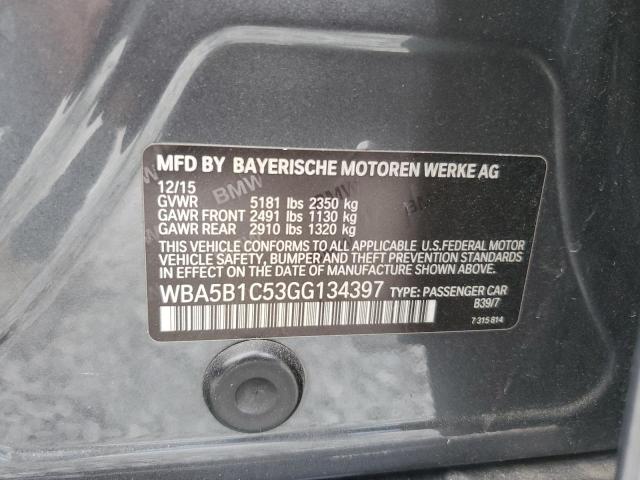 MFD BY BAYERISCHE MOTOREN WERKE AG
12/15
GVWR 5181 lbs 2350 kg
GAWR FRONT 2491 lbs 1130 kg
GAWR REAR 2910 lbs 1320 kg
THIS VEHICLE CONFORMS TO ALL APPLICABLE U.S.FEDERAL MOTOR
VEHICLE SAFETY, BUMPER AND THEFT PREVENTION STANDARDS
IN EFFECT ON THE DATE OF MANUFACTURE SHOWN ABOVE.
WBA5B1C53GG134397 TYPE: PASSENGER CAR
B39/7
7 315 814
BMW
BMW
BMW